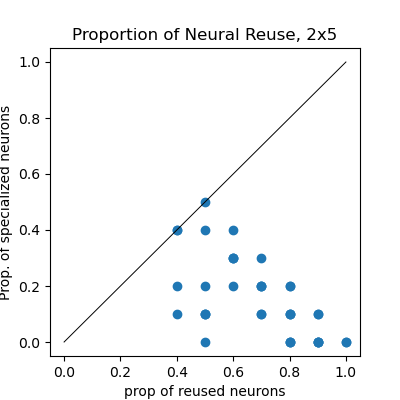 Proportion of Neural Reuse, 2x5
Prop. of specialized neurons
1.0
0.8
0.6
0.4
0.2
0.0
0.0 0.2 0.4 0.6 0.8 1.0
prop of reused neurons